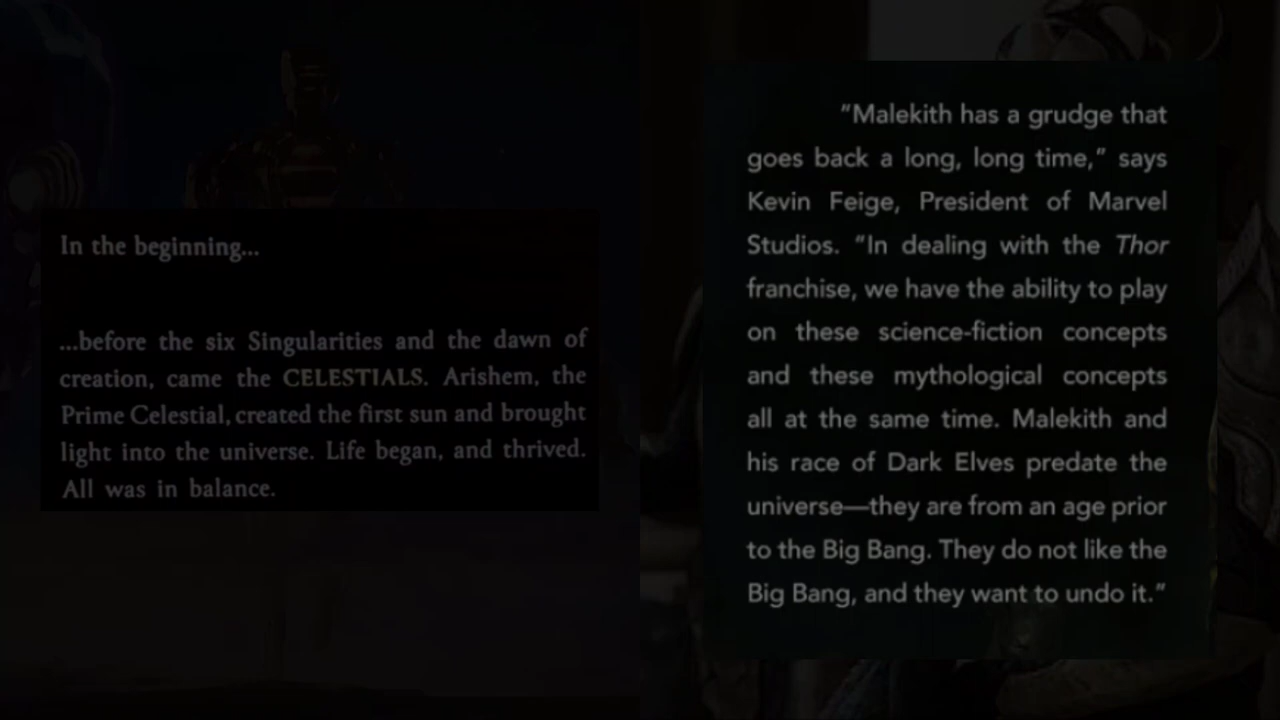 In the beginning...
...before the six Singularities and the dawn of
creation, came the CELESTIALS. Arishem, the
Prime Celestial, created the first sun and brought
light into the universe. Life began, and thrived.
All was in balance.
“Malekith has a grudge that
goes back a long, long time,” says
Kevin Feige, President of Marvel
Studios. “In dealing with the Thor
franchise, we have the ability to play
on these science-fiction concepts
and these mythological concepts
all at the same time. Malekith and
his race of Dark Elves predate the
universe—they are from an age prior
to the Big Bang. They do not like the
Big Bang, and they want to undo it.”